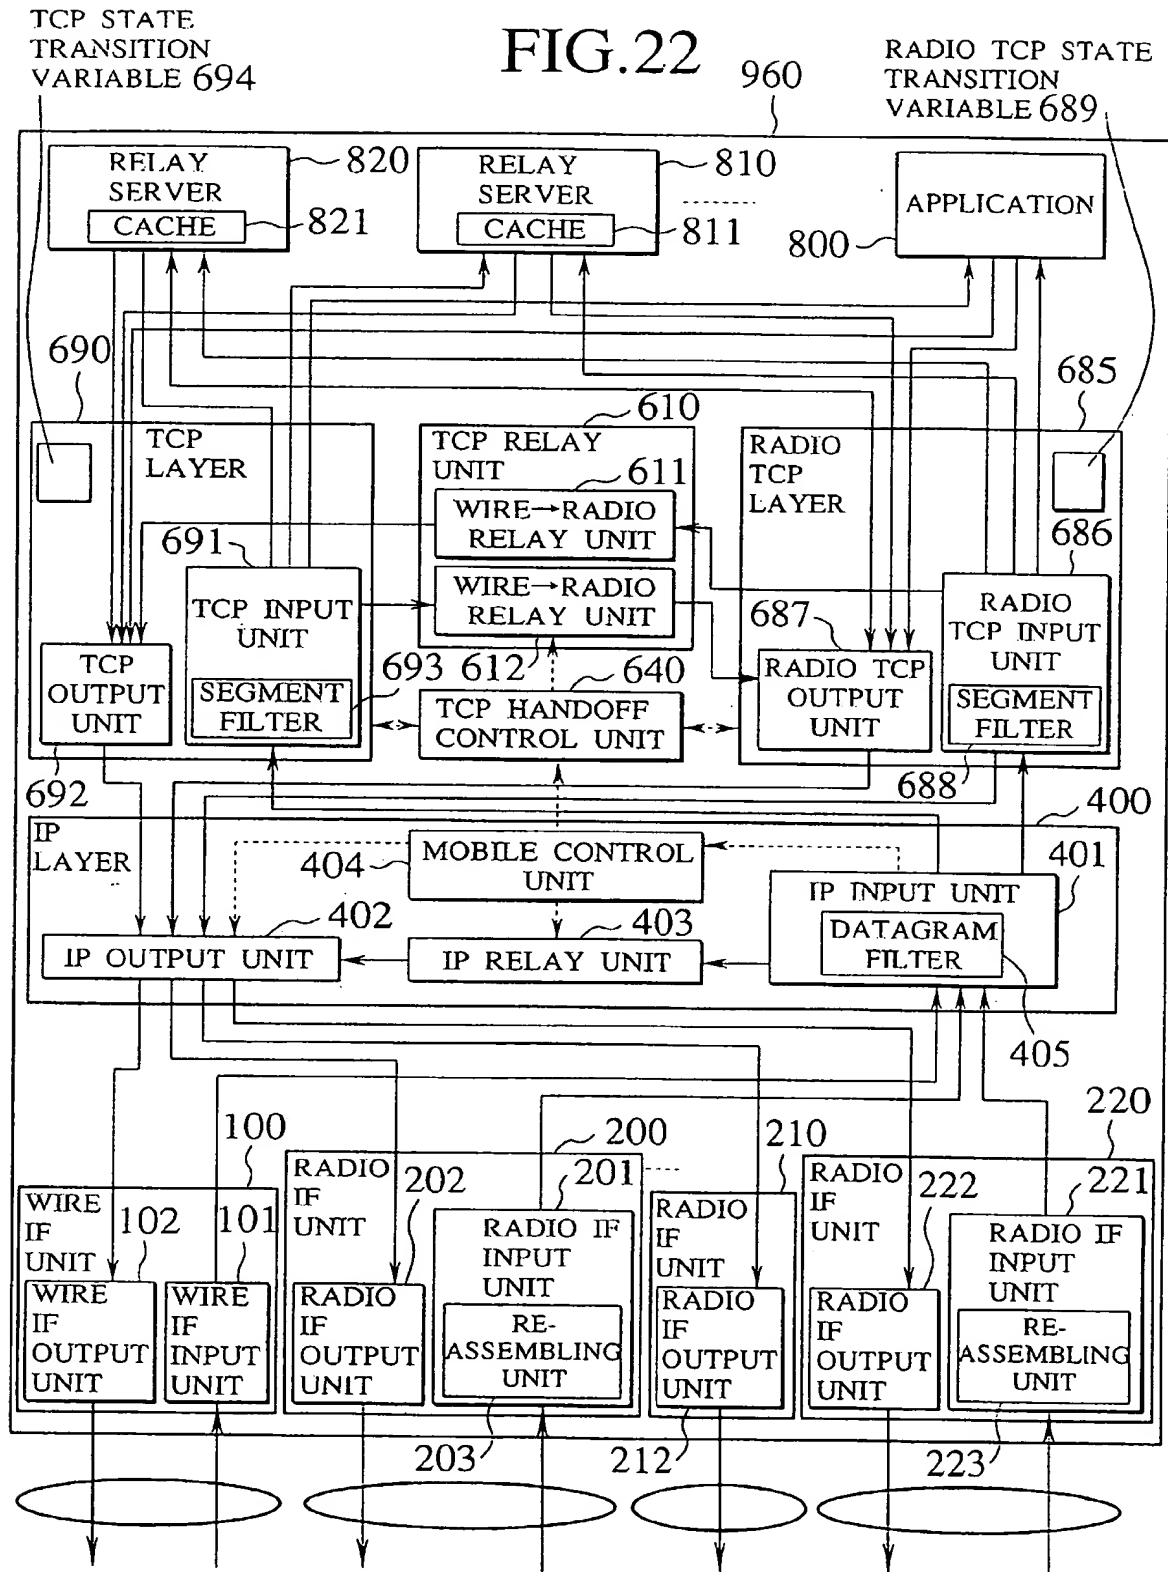 FIG.22
TCP STATE
TRANSITION
VARIABLE 694
960
RADIO TCP STATE
TRANSITION
VARIABLE 689
RELAY
SERVER
CACHE
820
821
RELAY
SERVER
CACHE
810
811
APPLICATION
800
690
TCP
LAYER
610
TCP RELAY
UNIT
611
WIRE→RADIO
RELAY UNIT
WIRE→RADIO
RELAY UNIT
612
685
RADIO
TCP
LAYER
686
691
TCP INPUT
UNIT
693
SEGMENT
FILTER
TCP
OUTPUT
UNIT
692
640
TCP HANDOFF
CONTROL UNIT
687
RADIO TCP
OUTPUT
UNIT
RADIO
TCP INPUT
UNIT
SEGMENT
FILTER
688
400
IP
LAYER
404
MOBILE CONTROL
UNIT
401
IP INPUT UNIT
DATAGRAM
FILTER
405
402
IP OUTPUT UNIT
403
IP RELAY UNIT
100
WIRE
IF
UNIT
102
101
WIRE
IF
OUTPUT
UNIT
WIRE
IF
INPUT
UNIT
200
RADIO
IF
UNIT
202
201
RADIO
IF
OUTPUT
UNIT
RADIO IF
INPUT
UNIT
RE-
ASSEMBLING
UNIT
203
210
RADIO
IF
UNIT
RADIO
IF
OUTPUT
UNIT
212
220
RADIO
IF
UNIT
222
221
RADIO
IF
OUTPUT
UNIT
RADIO IF
INPUT
UNIT
RE-
ASSEMBLING
UNIT
223